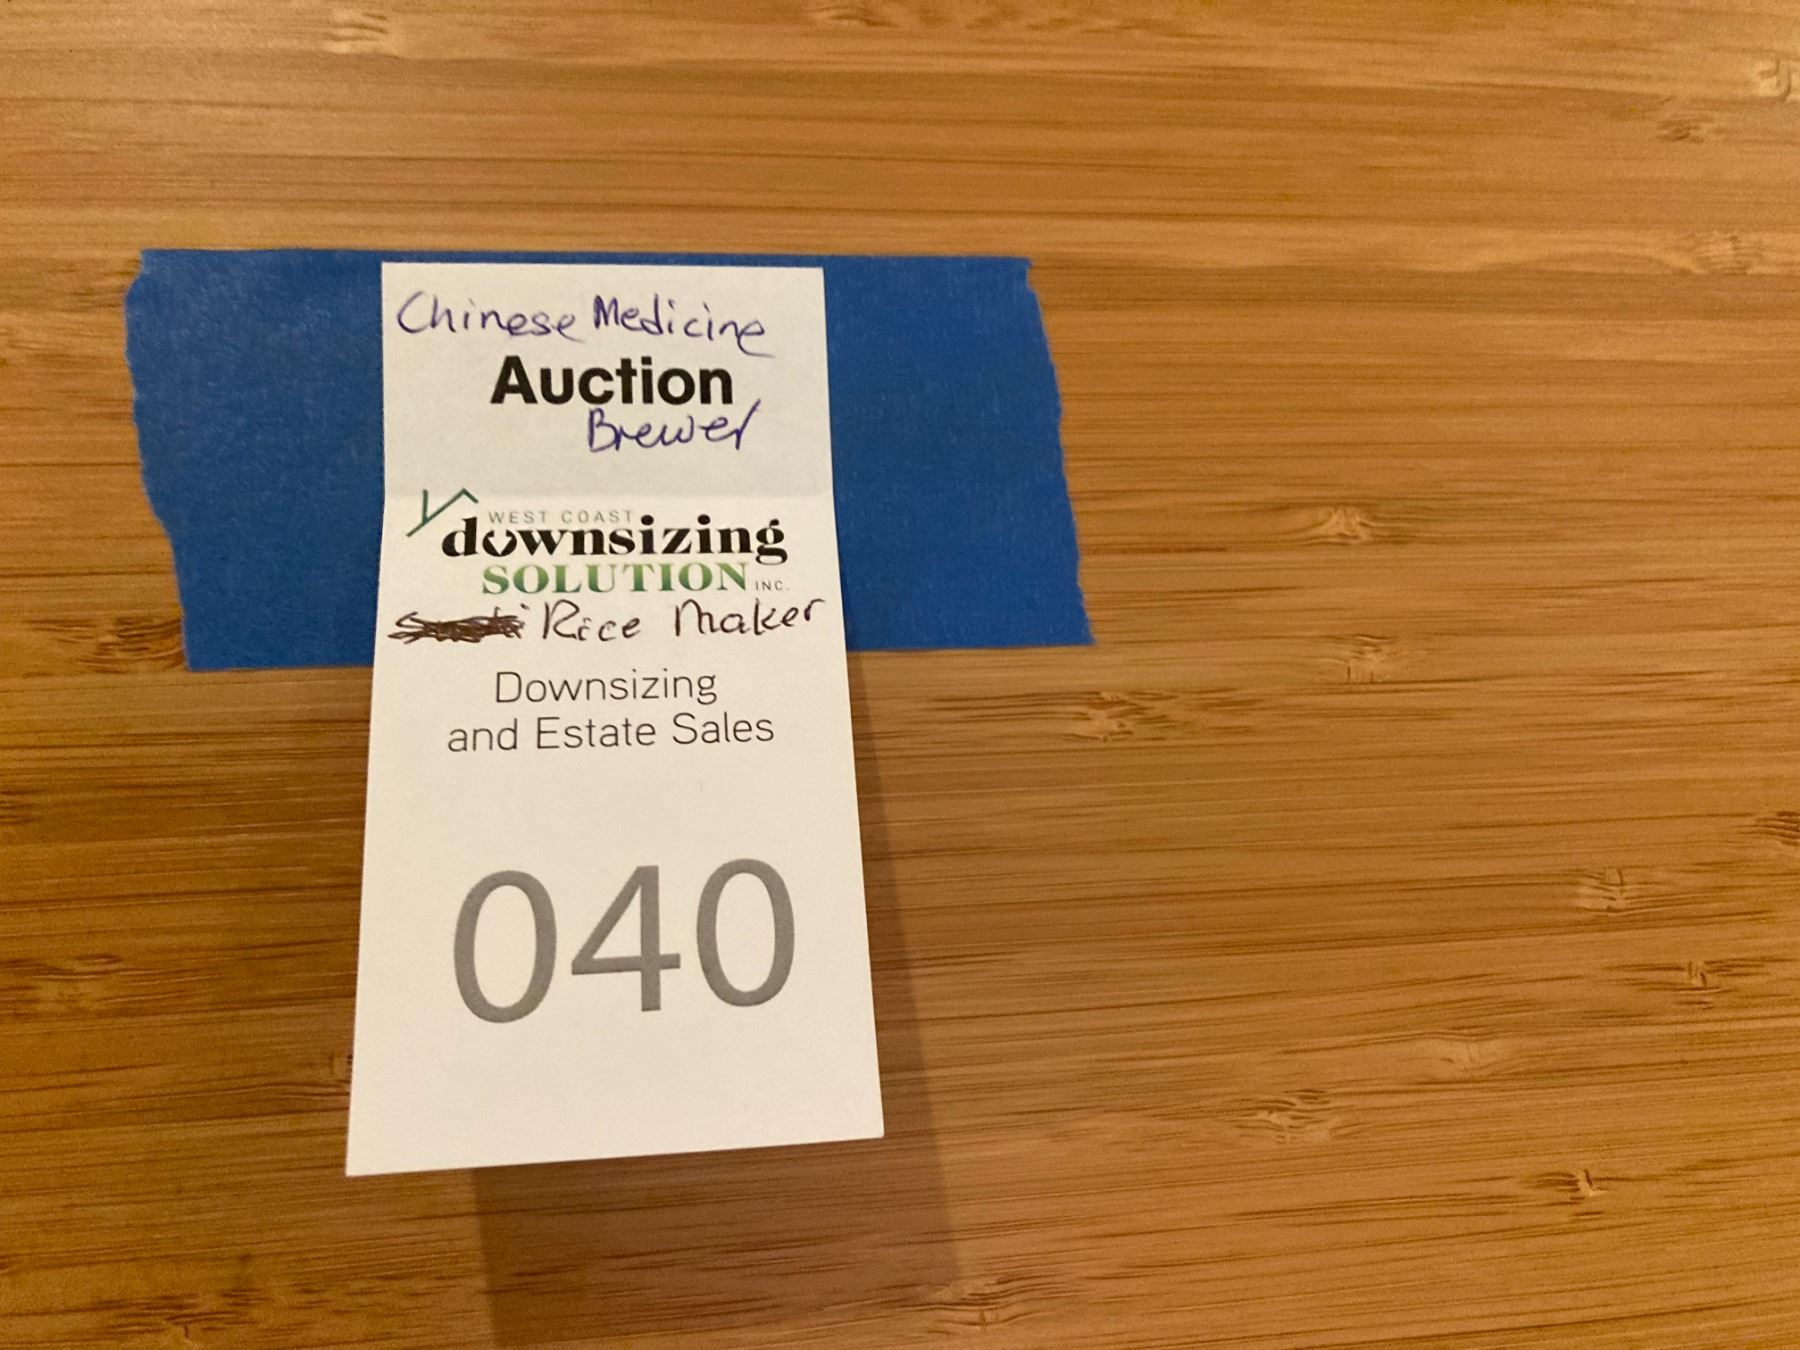 Chinese Medicine
Auction
Brewer
WEST COAST
downsizing
SOLUTION INC.
Rice Maker
Downsizing
and Estate Sales
040